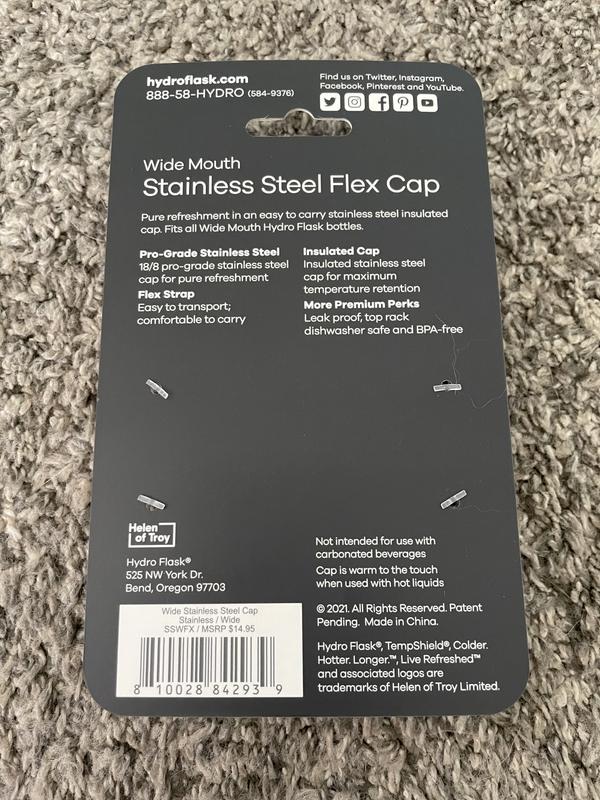 hydroflask.com
888-58-HYDRO (584-9376)
Find us on Twitter, Instagram,
Facebook, Pinterest and YouTube.
Wide Mouth
Stainless Steel Flex Cap
Pure refreshment in an easy to carry stainless steel insulated
cap. Fits all Wide Mouth Hydro Flask bottles.
Pro-Grade Stainless Steel
18/8 pro-grade stainless steel
cap for pure refreshment
Flex Strap
Easy to transport;
comfortable to carry
Insulated Cap
Insulated stainless steel
cap for maximum
temperature retention
More Premium Perks
Leak proof, top rack
dishwasher safe and BPA-free
Helen
of Troy
Hydro Flask®
525 NW York Dr.
Bend, Oregon 97703
Wide Stainless Steel Cap
Stainless / Wide
SSWFX / MSRP $14.95
8 10028 84293 9
Not intended for use with
carbonated beverages
Cap is warm to the touch
when used with hot liquids
© 2021. All Rights Reserved. Patent
Pending. Made in China.
Hydro Flask®, TempShield®, Colder.
Hotter. Longer.™, Live Refreshed™
and associated logos are
trademarks of Helen of Troy Limited.